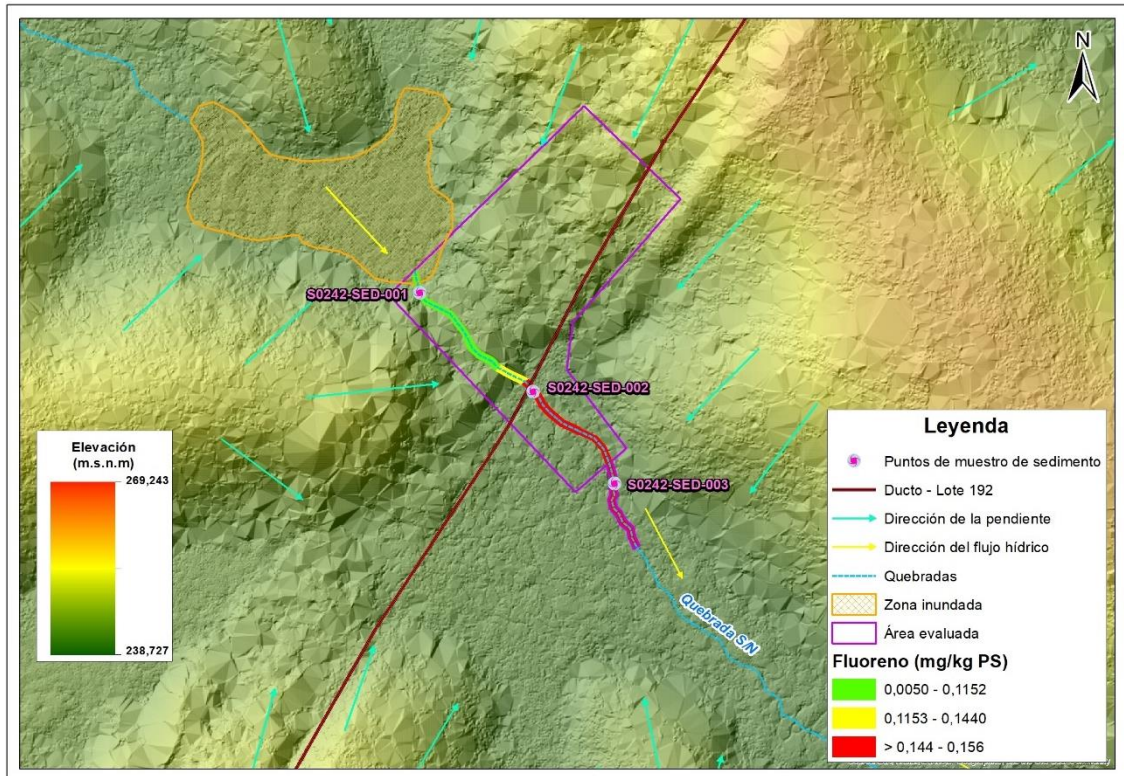 N
S0242-SED-001
S0242-SED-002
S0242-SED-003
Quebrada S/N
Elevación
(m.s.n.m)
269,243
238,727
Leyenda
Puntos de muestro de sedimento
Ducto - Lote 192
Dirección de la pendiente
Dirección del flujo hídrico
Quebradas
Zona inundada
Área evaluada
Fluoreno (mg/kg PS)
0,0050 - 0,1152
0,1153 - 0,1440
> 0,144 - 0,156